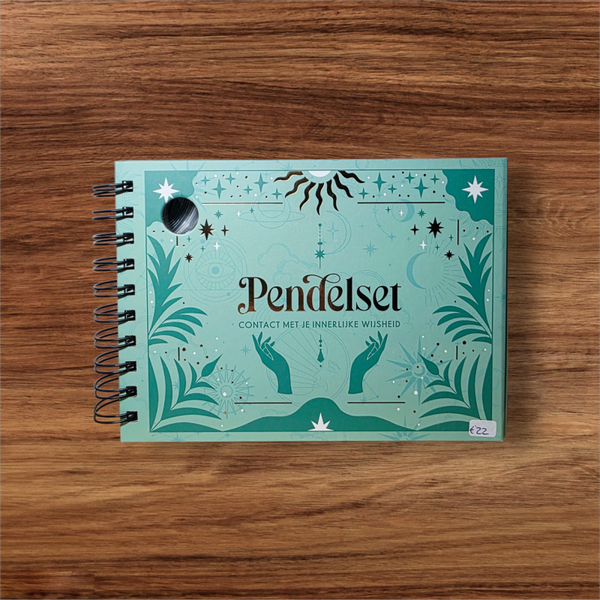 Pendelset
CONTACT MET JE INNERLIJKE WIJSHEID
€22